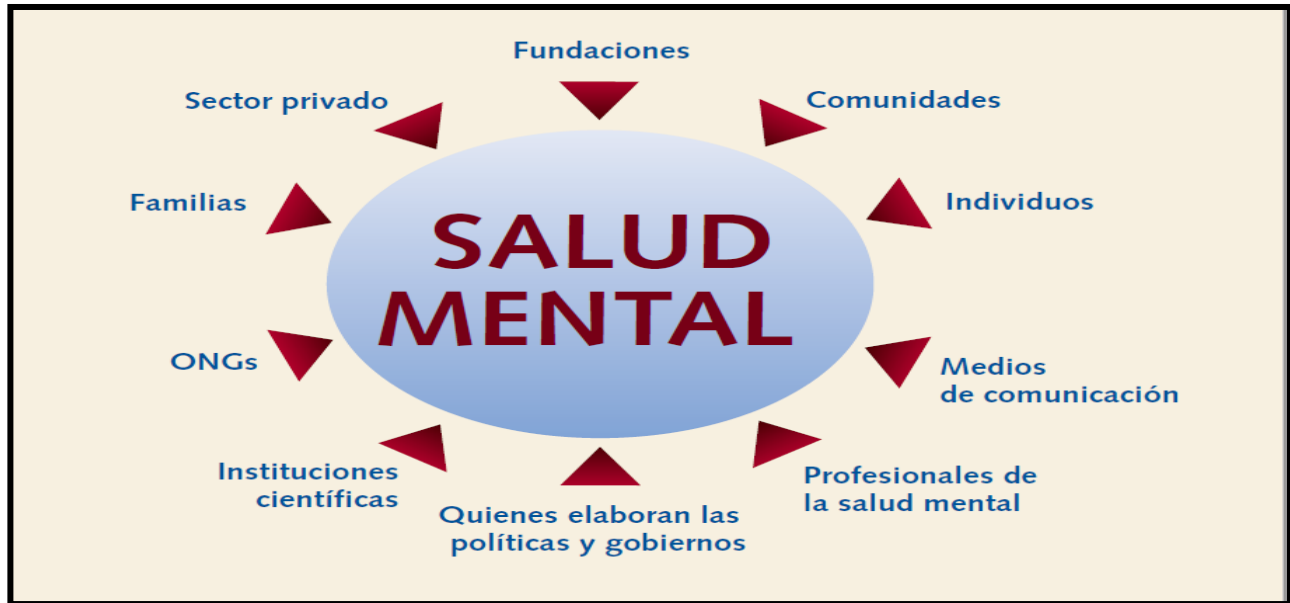 Fundaciones
Sector privado
Comunidades
Familias
Individuos
SALUD
MENTAL
ONGs
Medios
de comunicación
Instituciones
científicas
Quienes elaboran las
políticas y gobiernos
Profesionales de
la salud mental